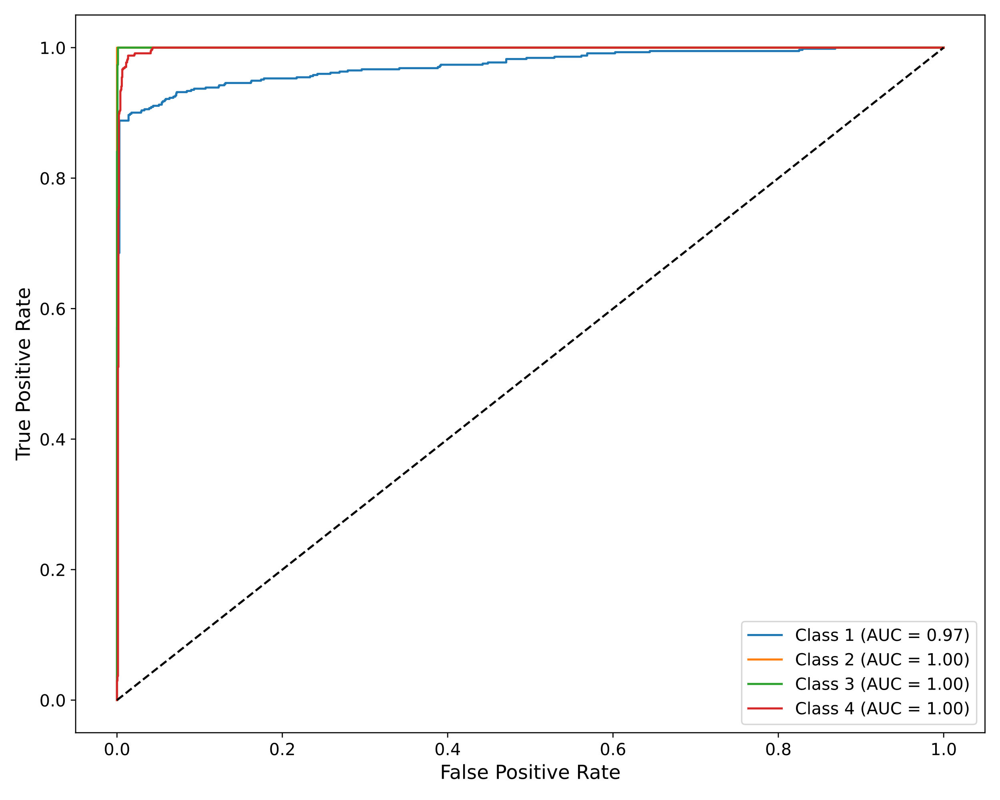 1.0
0.8
0.6
0.4
0.2
0.0
True Positive Rate
0.0 0.2 0.4 0.6 0.8 1.0
False Positive Rate
Class 1 (AUC = 0.97)
Class 2 (AUC = 1.00)
Class 3 (AUC = 1.00)
Class 4 (AUC = 1.00)